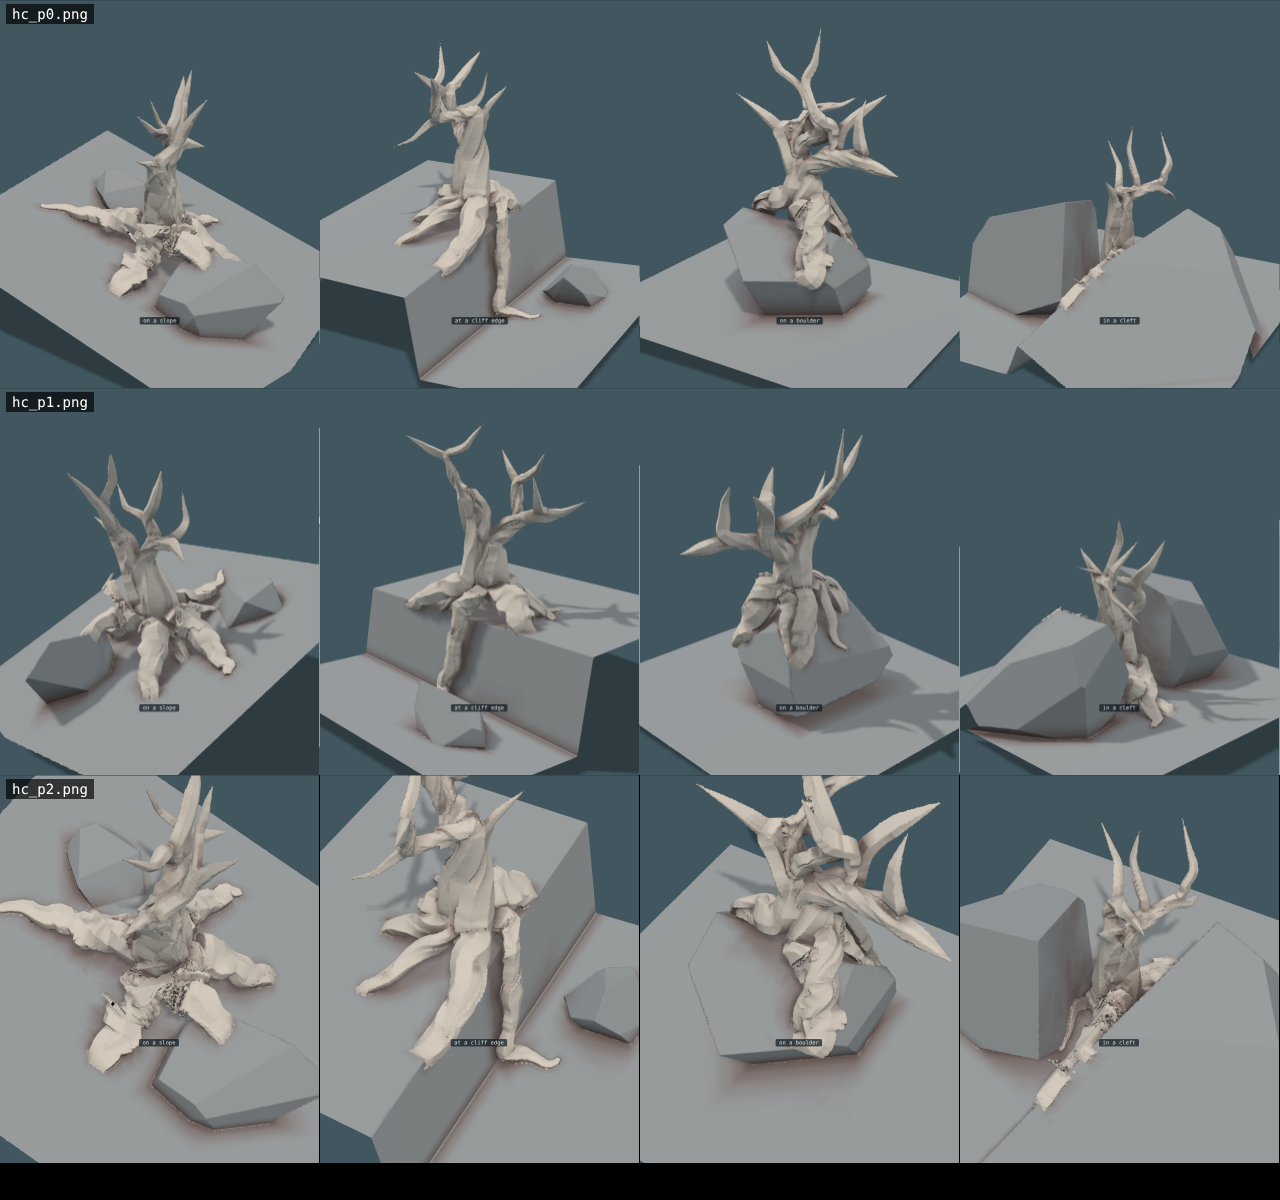 hc_p0.png
on a slope
at a cliff edge
on a boulder
in a cleft
hc_p1.png
on a slope
at a cliff edge
on a boulder
in a cleft
hc_p2.png
on a slope
at a cliff edge
on a boulder
in a cleft